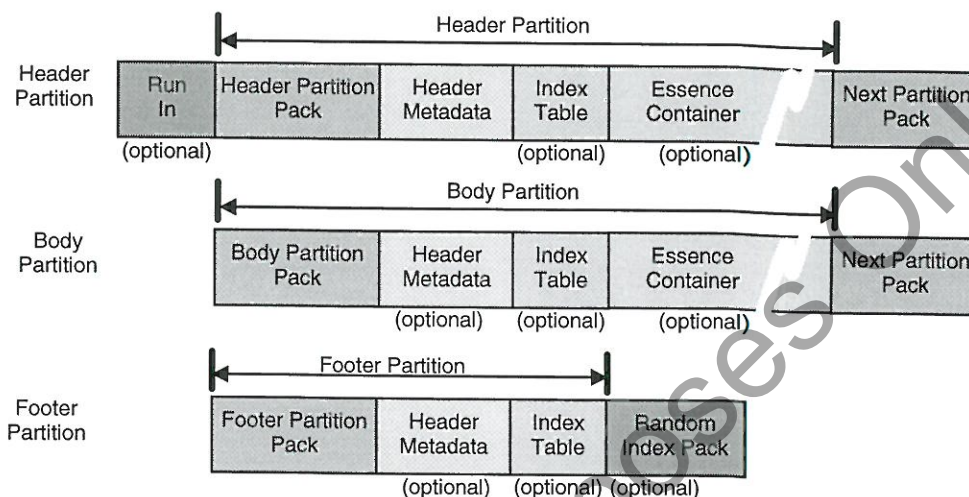 Header Partition
Header
Partition
Run
In
Header Partition
Pack
Header
Metadata
Index
Table
Essence
Container
Next Partition
Pack
(optional)
(optional)
(optional)
Body Partition
Body
Partition
Body Partition
Pack
Header
Metadata
Index
Table
Essence
Container
Next Partition
Pack
(optional)
(optional)
(optional)
Footer Partition
Footer
Partition
Footer Partition
Pack
Header
Metadata
Index
Table
Random
Index Pack
(optional)
(optional)
(optional)